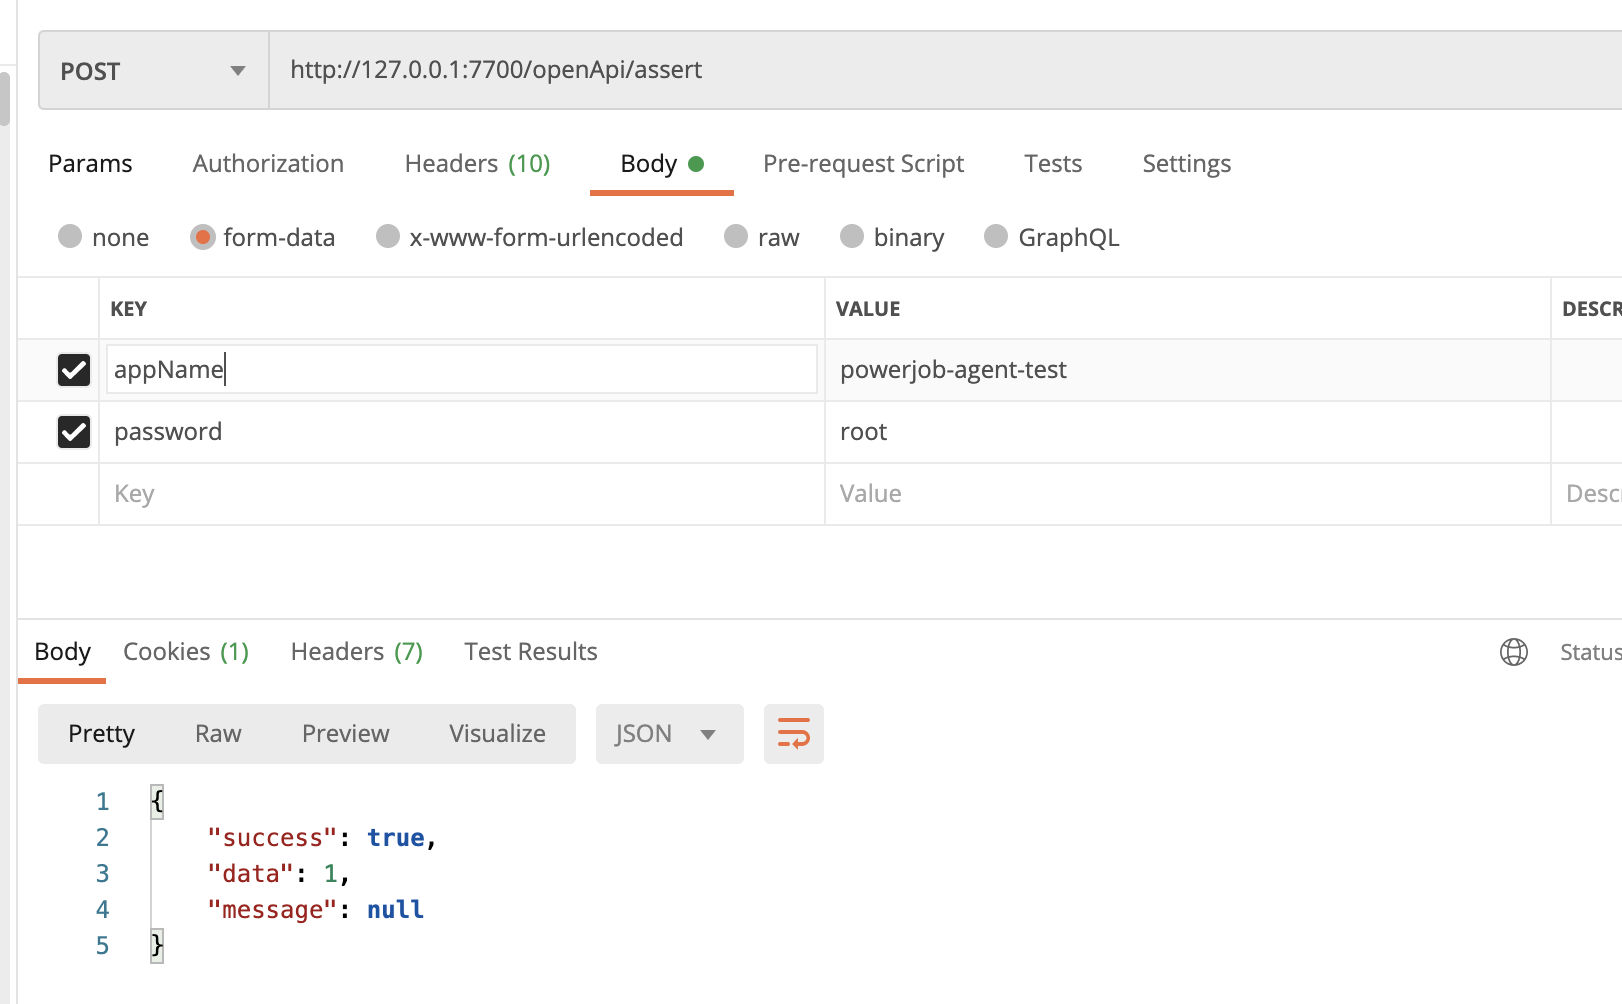 POST http://127.0.0.1:7700/openApi/assert
Params Authorization Headers (10) Body Pre-request Script Tests Settings
none form-data x-www-form-urlencoded raw binary GraphQL
KEY VALUE DESCR
appName powerjob-agent-test
password root
Key Value Desc
Body Cookies (1) Headers (7) Test Results Status
Pretty Raw Preview Visualize JSON
1 {
2 "success": true,
3 "data": 1,
4 "message": null
5 }